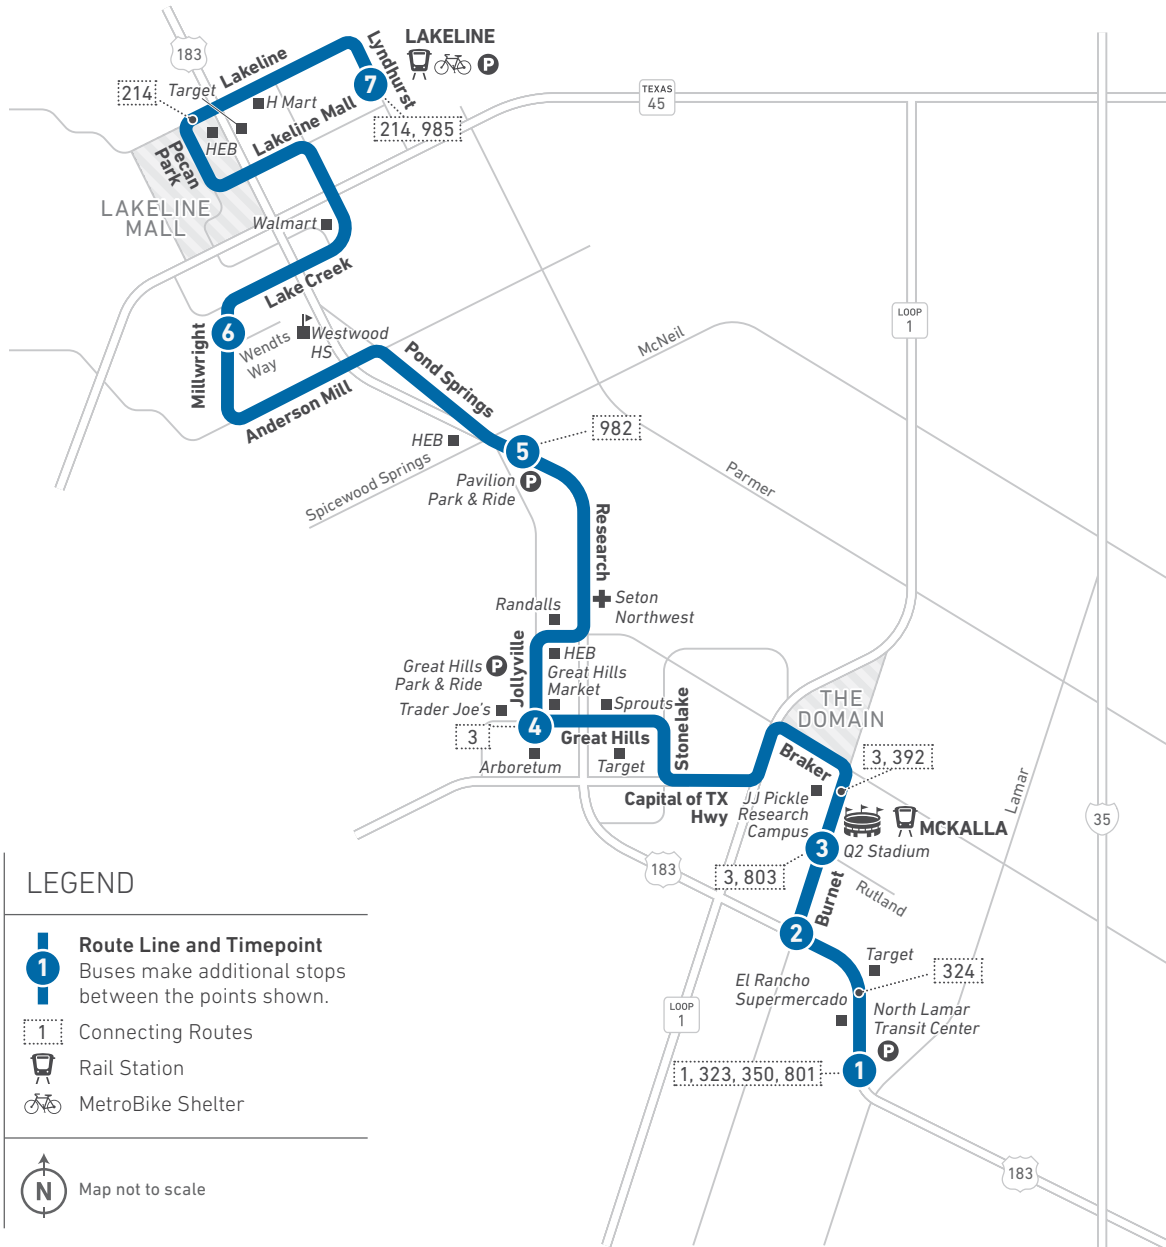 LAKELINE
183
Lakeline
Lyndhurst
7
TEXAS
45
214
Target
H Mart
Lakeline Mall
214, 985
HEB
Pecan
Park
LAKELINE
MALL
Walmart
Lake Creek
LOOP
1
6
Westwood
HS
Wendts
Way
Millwright
Pond Springs
McNeil
Anderson Mill
HEB
5
982
Spicewood Springs
Pavilion
Park & Ride
P
Parmer
Research
Randalls
Seton
Northwest
Jollyville
HEB
Great Hills
Park & Ride
P
Great Hills
Market
Sprouts
Trader Joe's
Stonelake
THE
DOMAIN
3
4
Great Hills
Arboretum
Target
Braker
3, 392
Capital of TX
Hwy
JJ Pickle
Research
Campus
Lamar
MCKALLA
35
3
Q2 Stadium
183
3, 803
Burnet
Rutland
2
Target
324
El Rancho
Supermercado
LOOP
1
North Lamar
Transit Center
P
1, 323, 350, 801
1
183
P
LEGEND
1
Route Line and Timepoint
Buses make additional stops
between the points shown.
1
Connecting Routes
Rail Station
MetroBike Shelter
N
Map not to scale